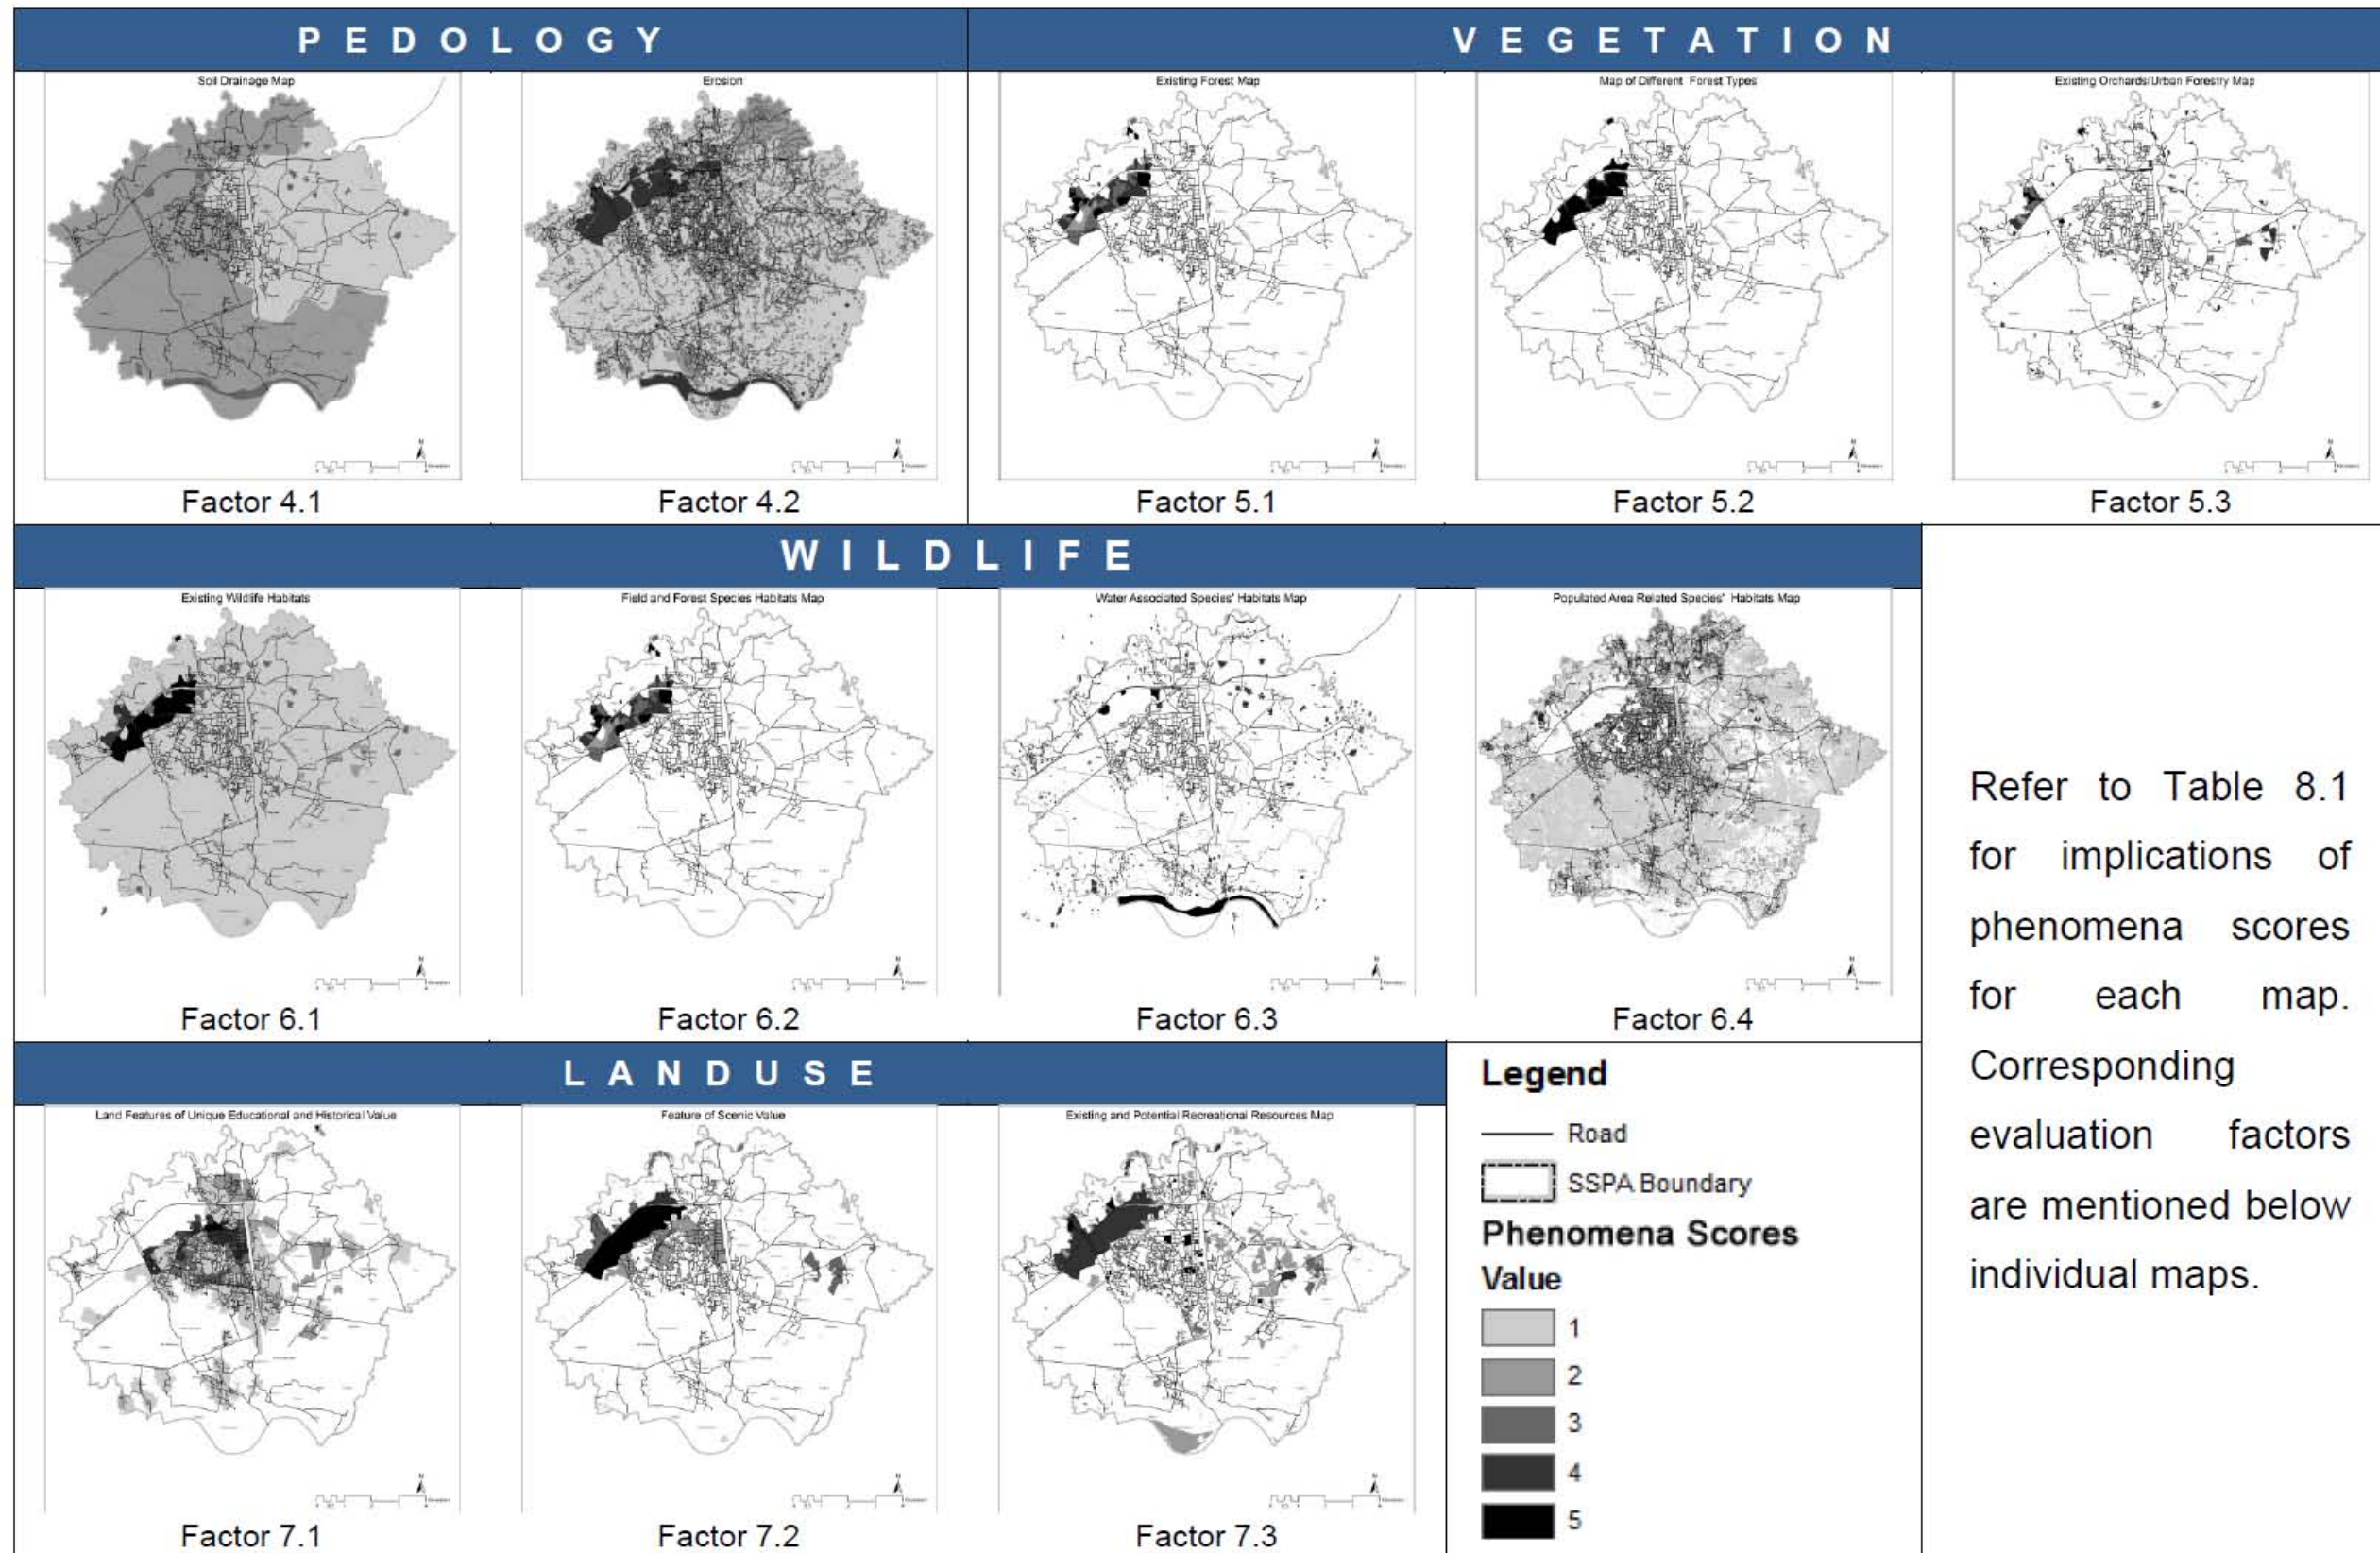 PEDOLOGY
VEGETATION
Soil Drainage Map
Erosion
Existing Forest Map
Map of Different Forest Types
Existing Orchards/Urban Forestry Map
Factor 4.1
Factor 4.2
Factor 5.1
Factor 5.2
Factor 5.3
WILDLIFE
Existing Wildlife Habitats
Field and Forest Species Habitats Map
Water Associated Species' Habitats Map
Populated Area Related Species' Habitats Map
Factor 6.1
Factor 6.2
Factor 6.3
Factor 6.4
Refer to Table 8.1
for implications of
phenomena scores
for each map.
Corresponding
evaluation factors
are mentioned below
individual maps.
LANDUSE
Land Features of Unique Educational and Historical Value
Feature of Scenic Value
Existing and Potential Recreational Resources Map
Factor 7.1
Factor 7.2
Factor 7.3
Legend
Road
SSPA Boundary
Phenomena Scores
Value
1
2
3
4
5